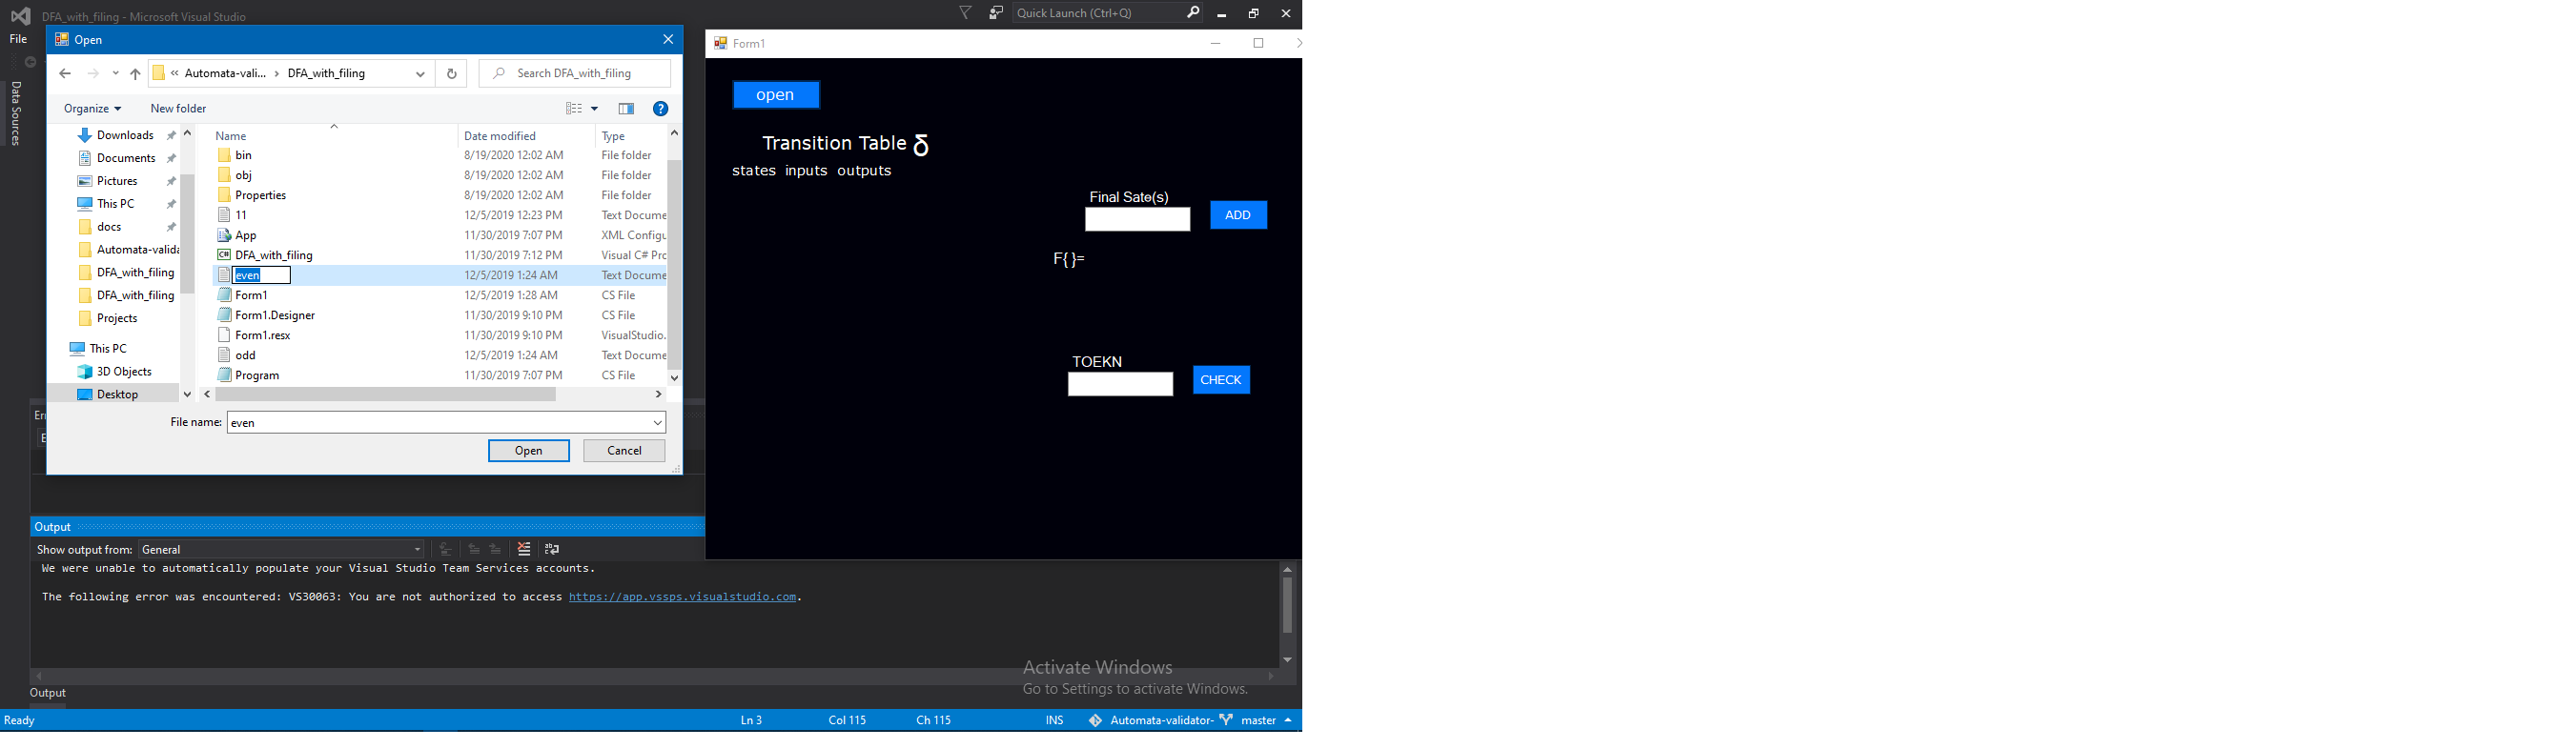 DFA_with_filing - Microsoft Visual Studio
Quick Launch (Ctrl+Q)
File
Data Sources
Open
« Automata-vali... › DFA_with_filing
Search DFA_with_filing
Organize
New folder
Downloads
Documents
Pictures
This PC
docs
Automata-valida
DFA_with_filing
DFA_with_filing
Projects
This PC
3D Objects
Desktop
Name Date modified Type
bin 8/19/2020 12:02 AM File folder
obj 8/19/2020 12:02 AM File folder
Properties 8/19/2020 12:02 AM File folder
11 12/5/2019 12:23 PM Text Docume
App 11/30/2019 7:07 PM XML Configu
DFA_with_filing 11/30/2019 7:12 PM Visual C# Prc
even 12/5/2019 1:24 AM Text Docume
Form1 12/5/2019 1:28 AM CS File
Form1.Designer 11/30/2019 9:10 PM CS File
Form1.resx 11/30/2019 9:10 PM VisualStudio.
odd 12/5/2019 1:24 AM Text Docume
Program 11/30/2019 7:07 PM CS File
File name: even
Open Cancel
Form1
open
Transition Table δ
states inputs outputs
Final Sate(s)
ADD
F{ }=
TOEKN
CHECK
Output
Show output from: General
We were unable to automatically populate your Visual Studio Team Services accounts.
The following error was encountered: VS30063: You are not authorized to access https://app.vssps.visualstudio.com.
Activate Windows
Go to Settings to activate Windows.
Output
Ready Ln 3 Col 115 Ch 115 INS Automata-validator- master